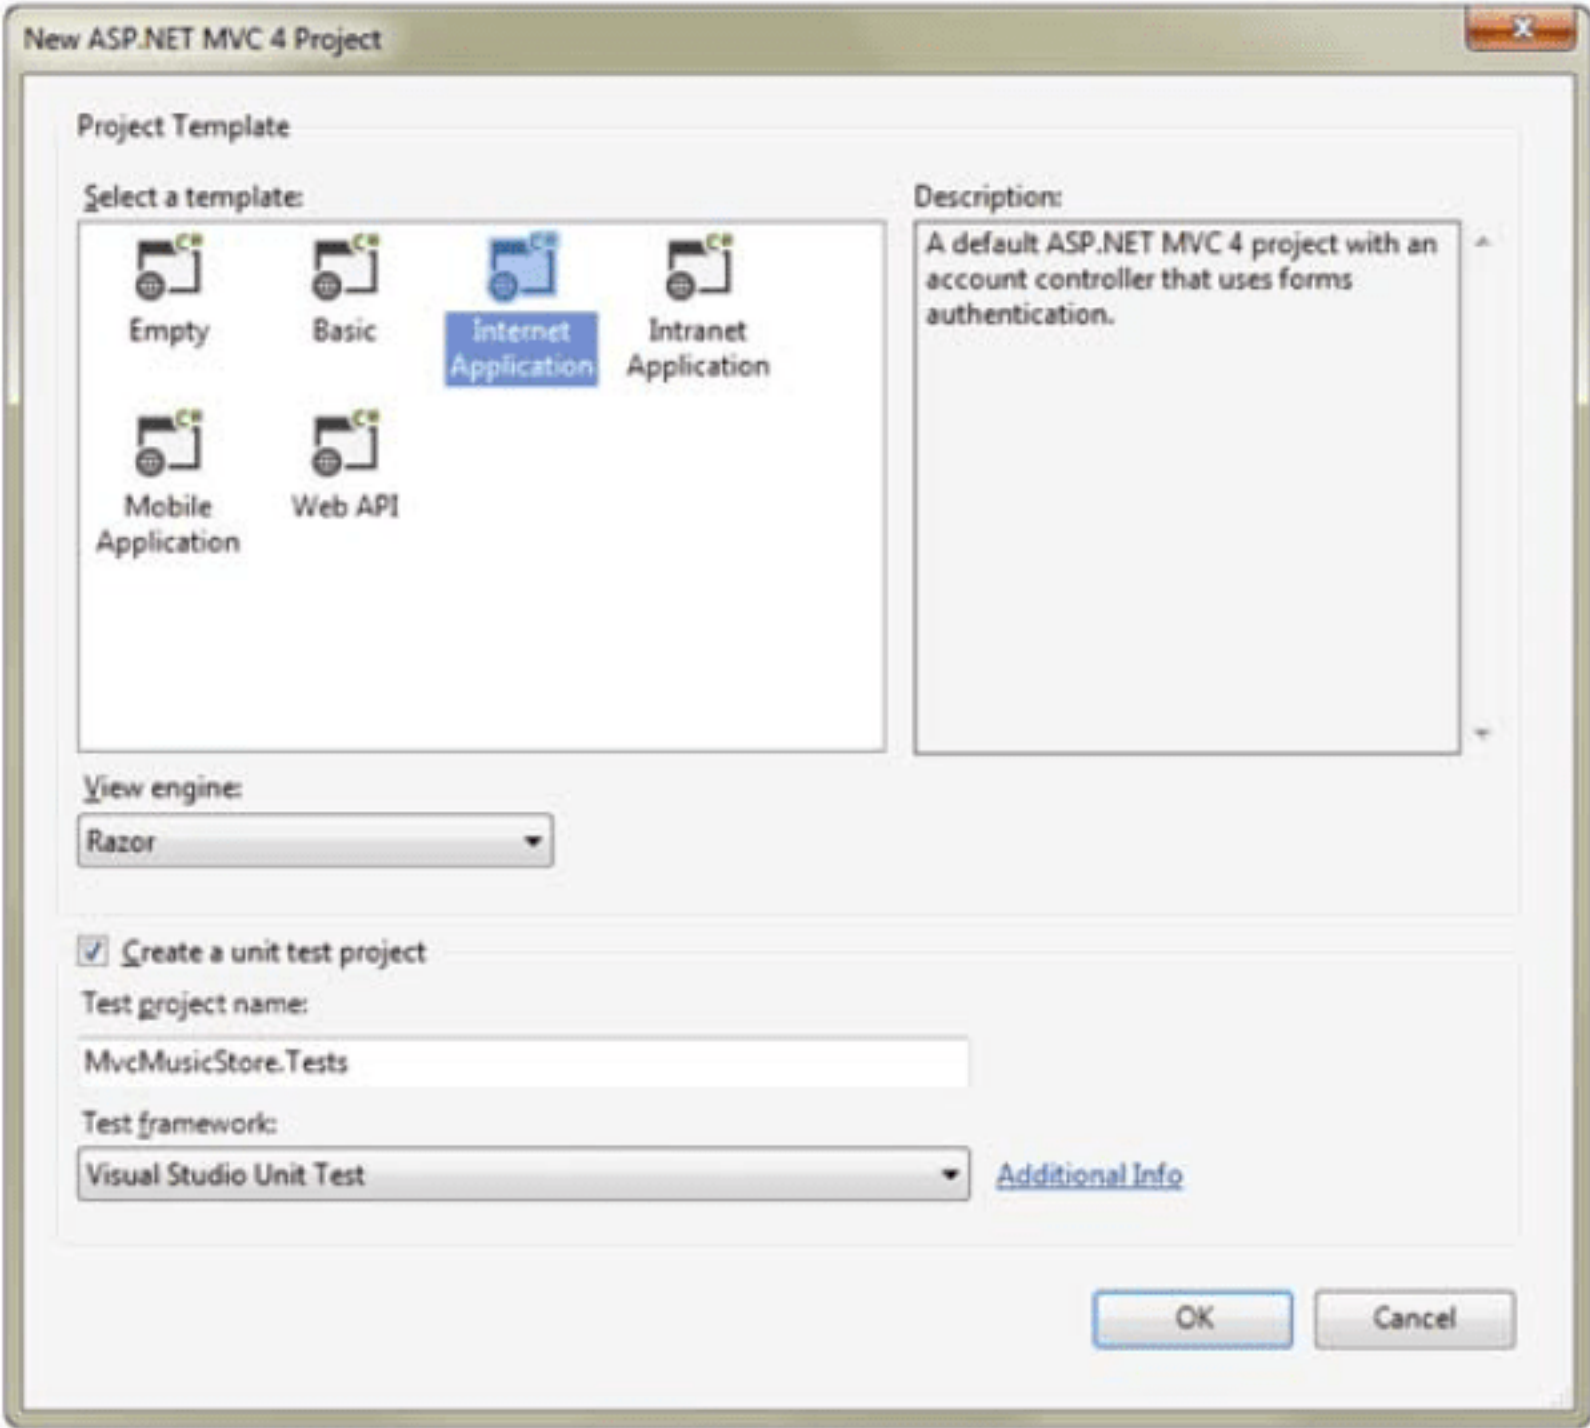 New ASP.NET MVC 4 Project
Project Template
Select a template:
Description:
C#
C#
C#
C#
Empty
Basic
Internet
Application
Intranet
Application
A default ASP.NET MVC 4 project with an
account controller that uses forms
authentication.
C#
C#
Mobile
Application
Web API
View engine:
Razor
Create a unit test project
Test project name:
MvcMusicStore.Tests
Test framework:
Visual Studio Unit Test
Additional Info
OK
Cancel